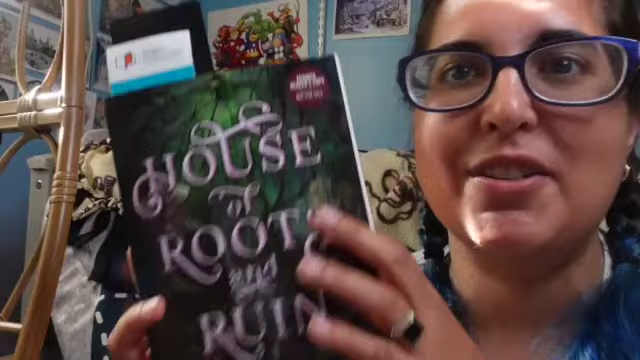 HOUSE
of
ROOTS
and
RUIN